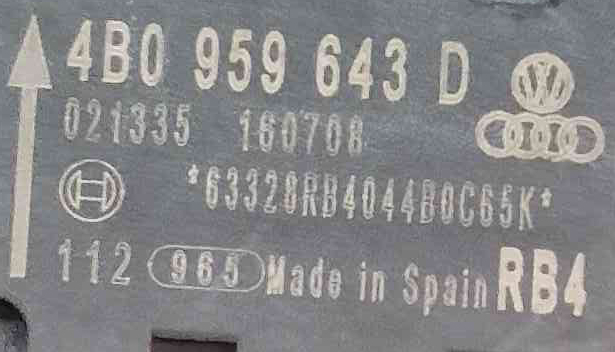 4B0 959 643 D
021335 160708
*63328RB4044B0C65K*
112 965 Made in Spain RB4